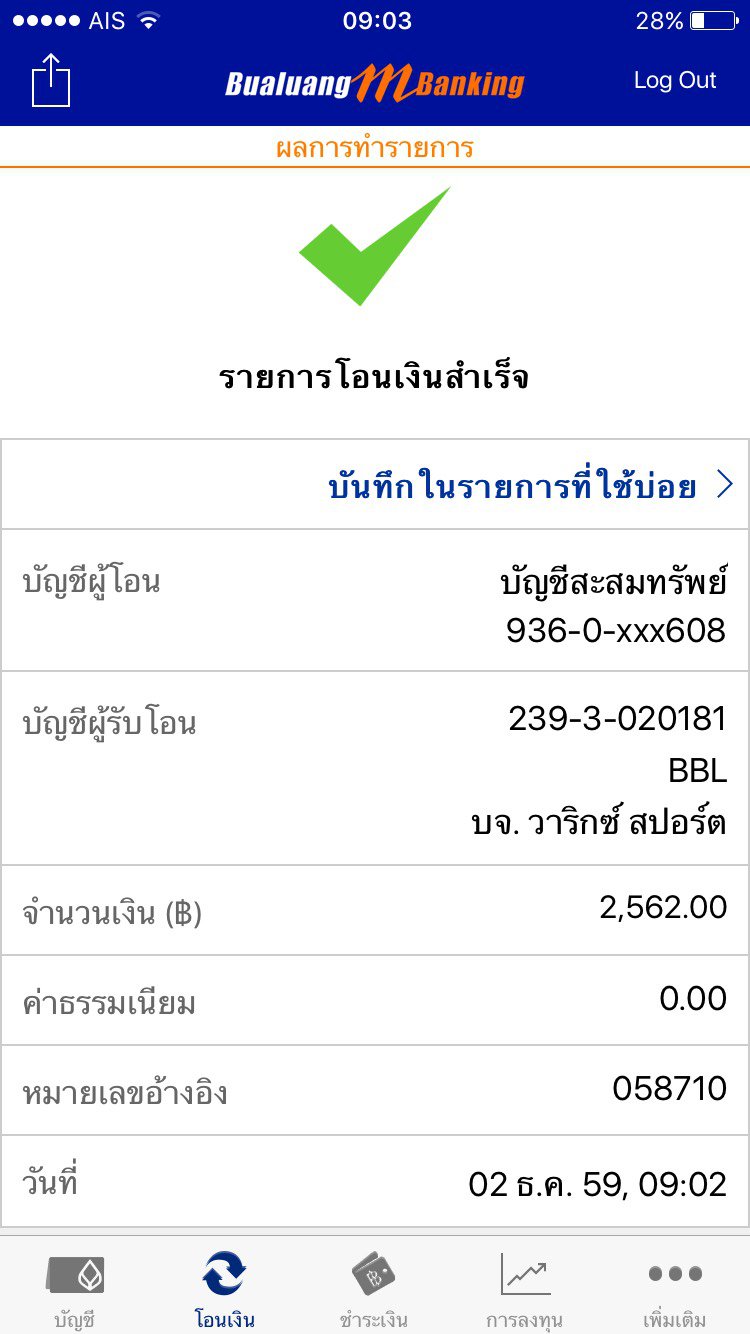 AIS 09:03 28%
Bualuang mBanking Log Out
ผลการทำรายการ
รายการโอนเงินสำเร็จ
บันทึกในรายการที่ใช้บ่อย
บัญชีผู้โอน บัญชีสะสมทรัพย์
936-0-xxx608
บัญชีผู้รับโอน 239-3-020181
BBL
บจ. วาริกซ์ สปอร์ต
จำนวนเงิน (฿) 2,562.00
ค่าธรรมเนียม 0.00
หมายเลขอ้างอิง 058710
วันที่ 02 ธ.ค. 59, 09:02
บัญชี โอนเงิน ชำระเงิน การลงทุน เพิ่มเติม